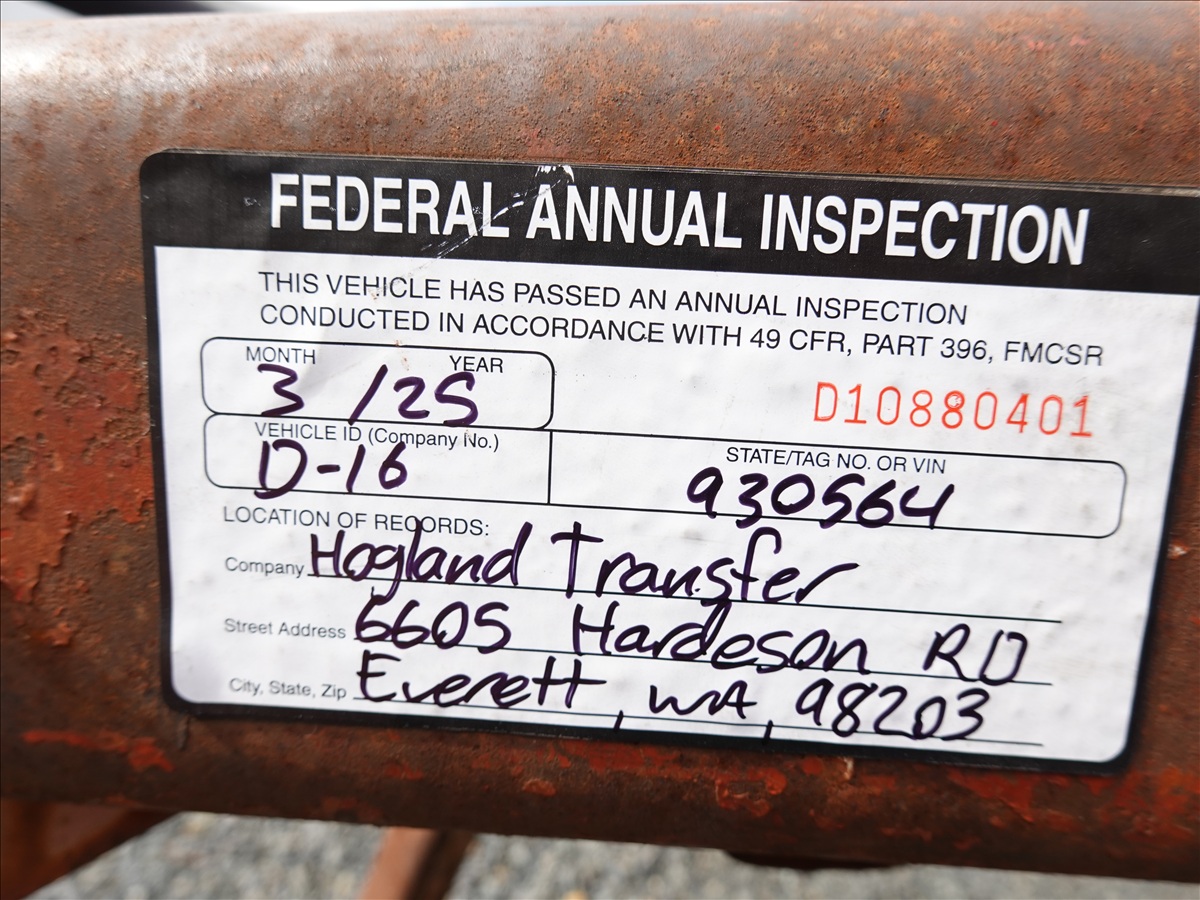 FEDERAL ANNUAL INSPECTION
THIS VEHICLE HAS PASSED AN ANNUAL INSPECTION
CONDUCTED IN ACCORDANCE WITH 49 CFR, PART 396, FMCSR
MONTH YEAR
3 /25
D10880401
VEHICLE ID (Company No.)
D-16
STATE/TAG NO. OR VIN
930564
LOCATION OF RECORDS:
Company Hogland Transfer
Street Address 6605 Hardeson RD
City, State, Zip Everett, WA, 98203